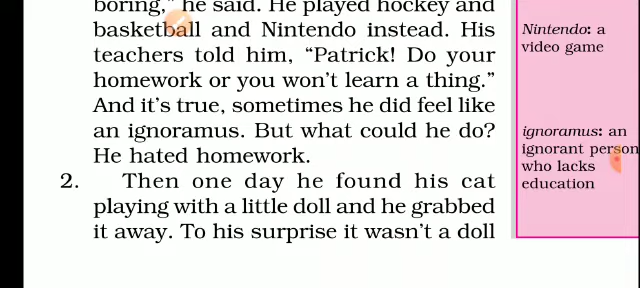 boring," he said. He played hockey and
basketball and Nintendo instead. His
teachers told him, "Patrick! Do your
homework or you won't learn a thing."
And it's true, sometimes he did feel like
an ignoramus. But what could he do?
He hated homework.
2. Then one day he found his cat
playing with a little doll and he grabbed
it away. To his surprise it wasn't a doll
Nintendo: a
video game
ignoramus: an
ignorant person
who lacks
education